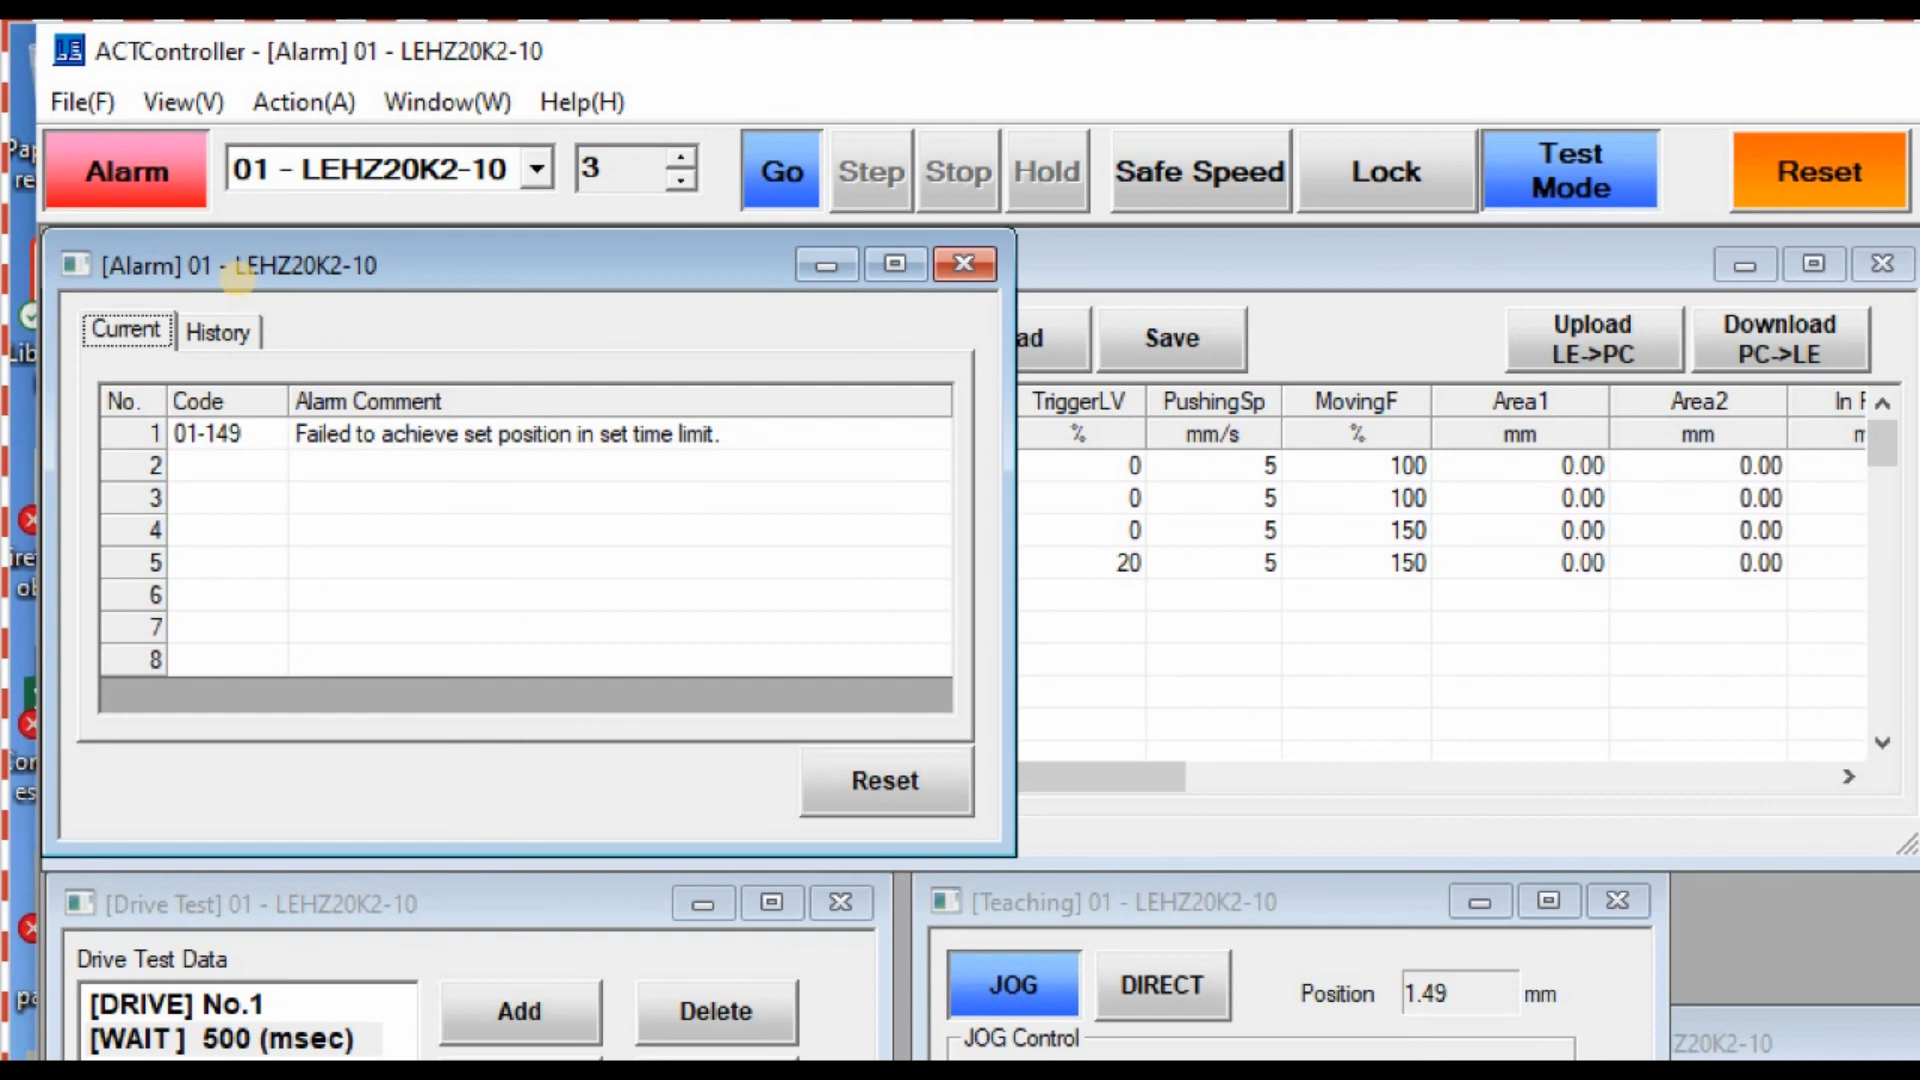 ACTController - [Alarm] 01 - LEHZ20K2-10
File(F) View(V) Action(A) Window(W) Help(H)
Alarm 01 - LEHZ20K2-10 3 Go Step Stop Hold Safe Speed Lock Test Mode Reset
[Alarm] 01 - LEHZ20K2-10
Current History
No. Code Alarm Comment
1 01-149 Failed to achieve set position in set time limit.
2
3
4
5
6
7
8
Reset
ad Save Upload LE->PC Download PC->LE
TriggerLV PushingSp MovingF Area1 Area2 In
% mm/s % mm mm
0 5 100 0.00 0.00
0 5 100 0.00 0.00
0 5 150 0.00 0.00
20 5 150 0.00 0.00
[Drive Test] 01 - LEHZ20K2-10
Drive Test Data
[DRIVE] No.1
[WAIT ] 500 (msec)
Add Delete
[Teaching] 01 - LEHZ20K2-10
JOG DIRECT Position 1.49 mm
JOG Control
Z20K2-10